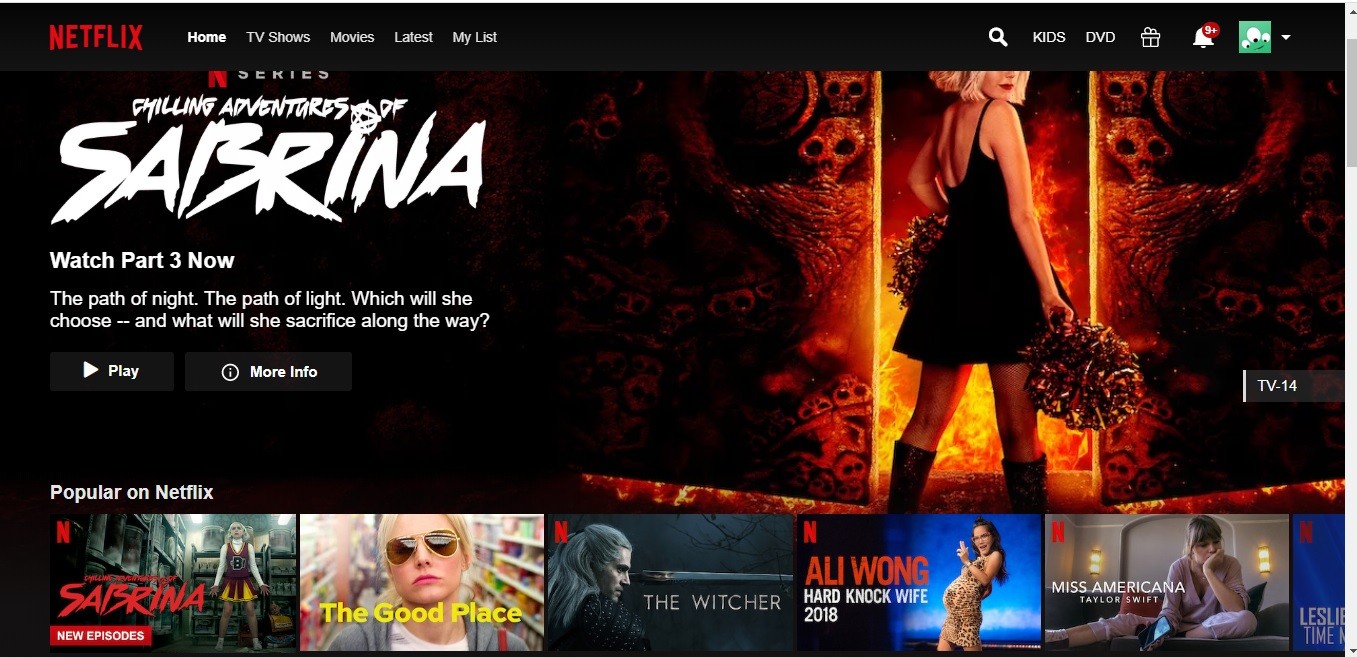 NETFLIX
Home TV Shows Movies Latest My List
KIDS DVD 9+
N SERIES
CHILLING ADVENTURES OF
SABRINA
Watch Part 3 Now
The path of night. The path of light. Which will she
choose -- and what will she sacrifice along the way?
Play More Info
TV-14
Popular on Netflix
N
CHILLING ADVENTURES OF
SABRINA
NEW EPISODES
The Good Place
N
THE WITCHER
N
ALI WONG
HARD KNOCK WIFE
2018
N
MISS AMERICANA
TAYLOR SWIFT
N
TIME